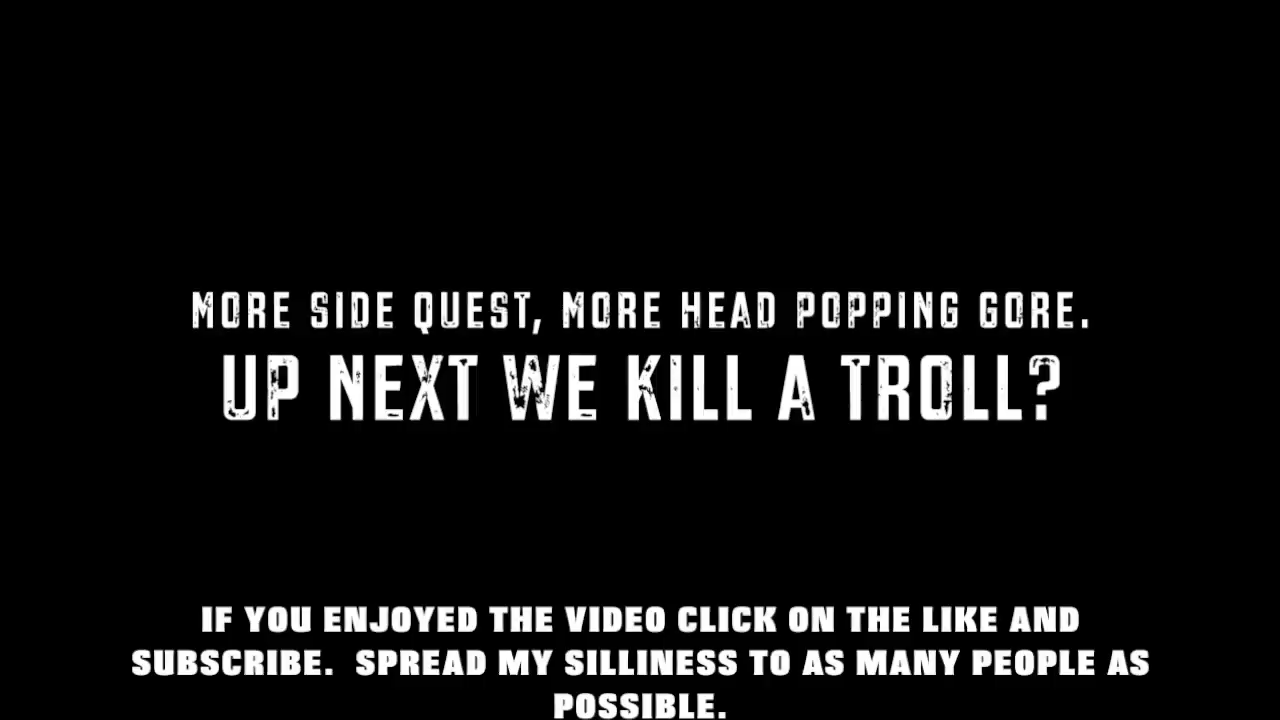 MORE SIDE QUEST, MORE HEAD POPPING GORE.
UP NEXT WE KILL A TROLL?
IF YOU ENJOYED THE VIDEO CLICK ON THE LIKE AND
SUBSCRIBE.  SPREAD MY SILLINESS TO AS MANY PEOPLE AS
POSSIBLE.